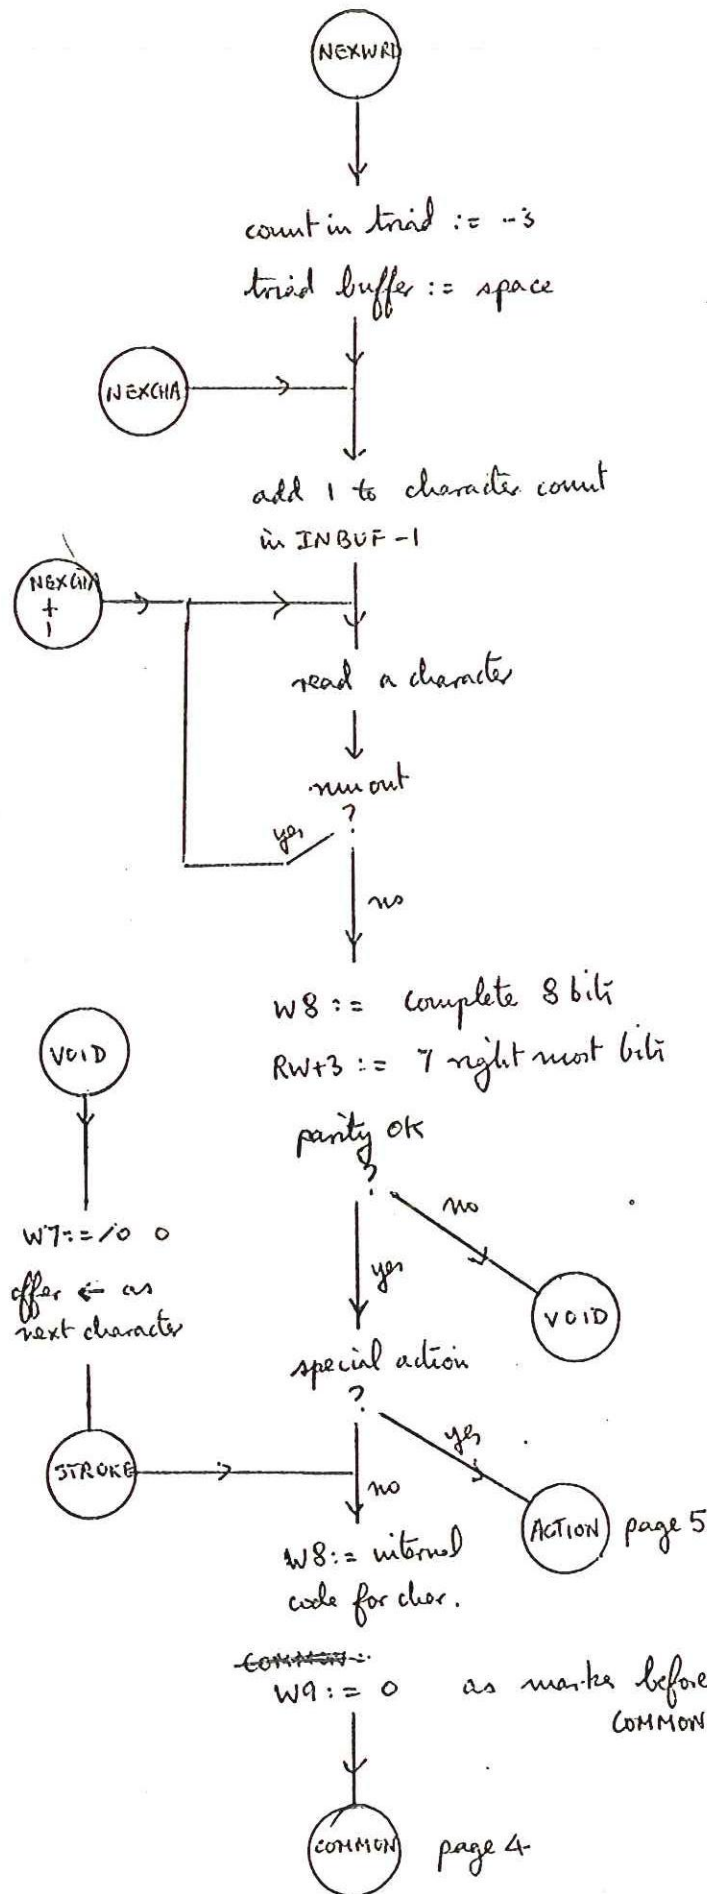 NEXWRD
count in triad := -3
triad buffer := space
NEXCHA
add 1 to character count
in INBUF-1
NEXCHA
+
1
read a character
run out
?
yes
no
W8 := complete 8 bits
RW+3 := 7 right most bits
VOID
parity OK
?
no
yes
VOID
W7:=/0 0
offer ← as
next character
special action
?
yes
no
STROKE
ACTION page 5
W8:= internal
code for char.
COMMON:
W9:= 0 as marker before
COMMON
COMMON page 4